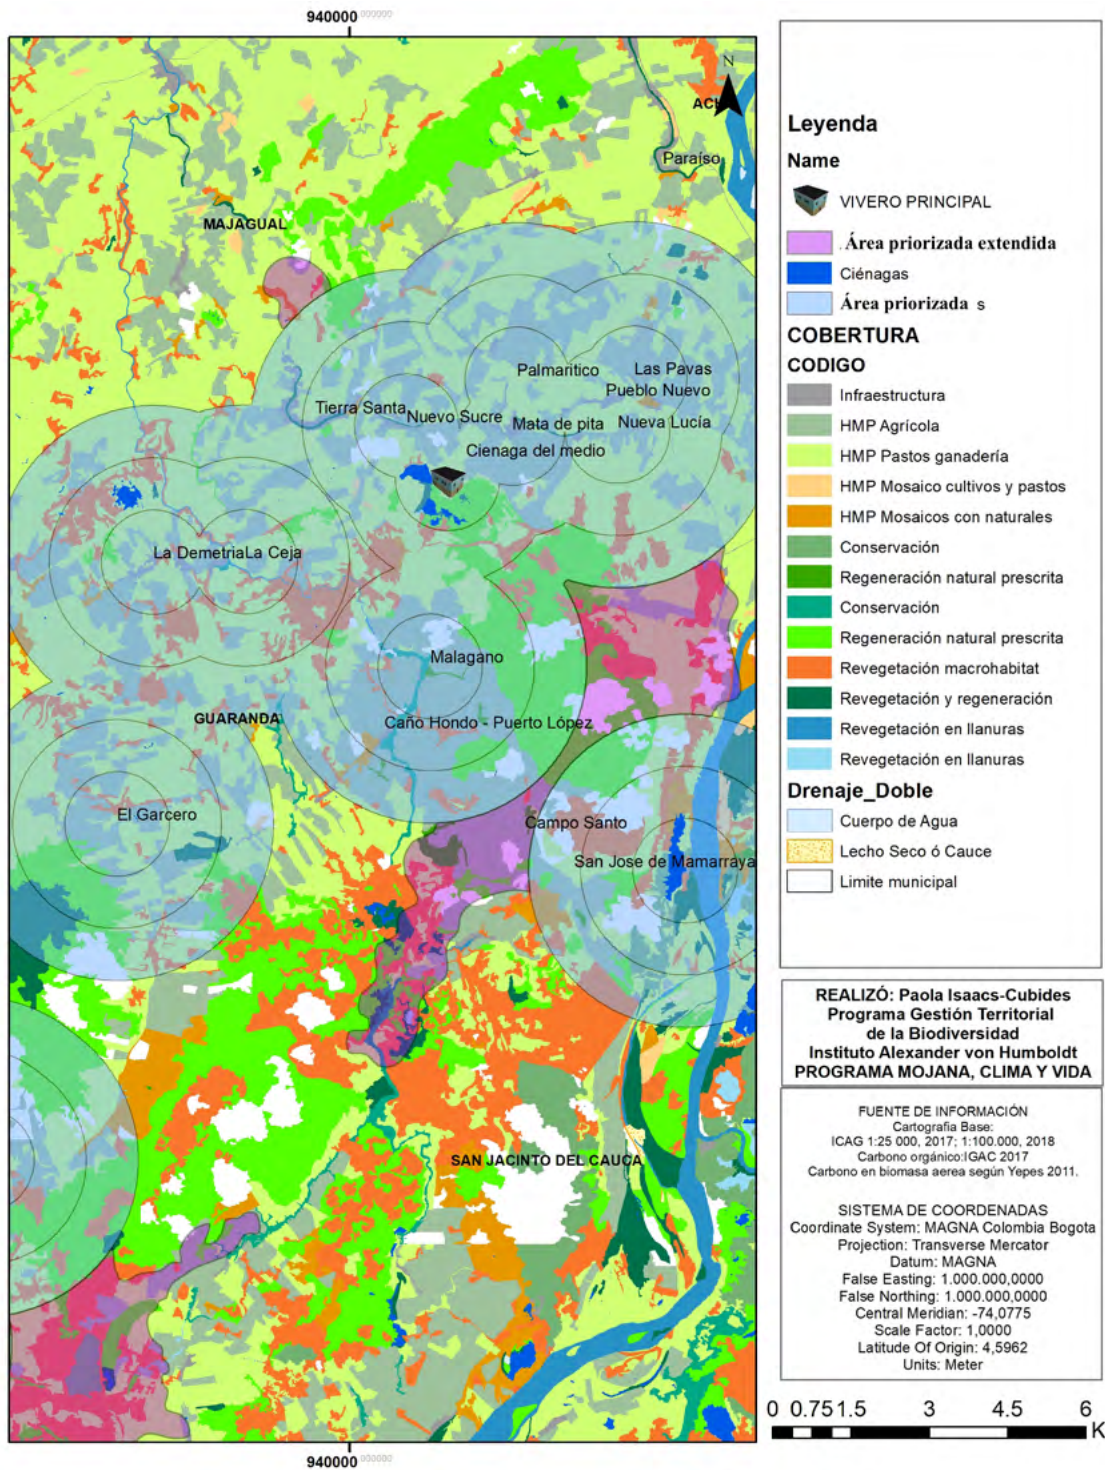 940000.000000
N
ACH
Paraíso
MAJAGUAL
Palmaritico
Las Pavas
Pueblo Nuevo
Tierra Santa
Nuevo Sucre
Mata de pita
Nueva Lucía
Cienaga del medio
La Demetria
La Ceja
Malagano
GUARANDA
Caño Hondo - Puerto López
El Garcero
Campo Santo
San Jose de Mamarraya
SAN JACINTO DEL CAUCA
940000.000000
Leyenda
Name
VIVERO PRINCIPAL
. Área priorizada extendida
Ciénagas
Área priorizada s
COBERTURA
CODIGO
Infraestructura
HMP Agrícola
HMP Pastos ganadería
HMP Mosaico cultivos y pastos
HMP Mosaicos con naturales
Conservación
Regeneración natural prescrita
Conservación
Regeneración natural prescrita
Revegetación macrohabitat
Revegetación y regeneración
Revegetación en llanuras
Revegetación en llanuras
Drenaje_Doble
Cuerpo de Agua
Lecho Seco ó Cauce
Limite municipal
REALIZÓ: Paola Isaacs-Cubides
Programa Gestión Territorial
de la Biodiversidad
Instituto Alexander von Humboldt
PROGRAMA MOJANA, CLIMA Y VIDA
FUENTE DE INFORMACIÓN
Cartografia Base:
ICAG 1:25 000, 2017; 1:100.000, 2018
Carbono orgánico:IGAC 2017
Carbono en biomasa aerea según Yepes 2011.
SISTEMA DE COORDENADAS
Coordinate System: MAGNA Colombia Bogota
Projection: Transverse Mercator
Datum: MAGNA
False Easting: 1.000.000,0000
False Northing: 1.000.000,0000
Central Meridian: -74,0775
Scale Factor: 1,0000
Latitude Of Origin: 4,5962
Units: Meter
0 0.75 1.5 3 4.5 6
K